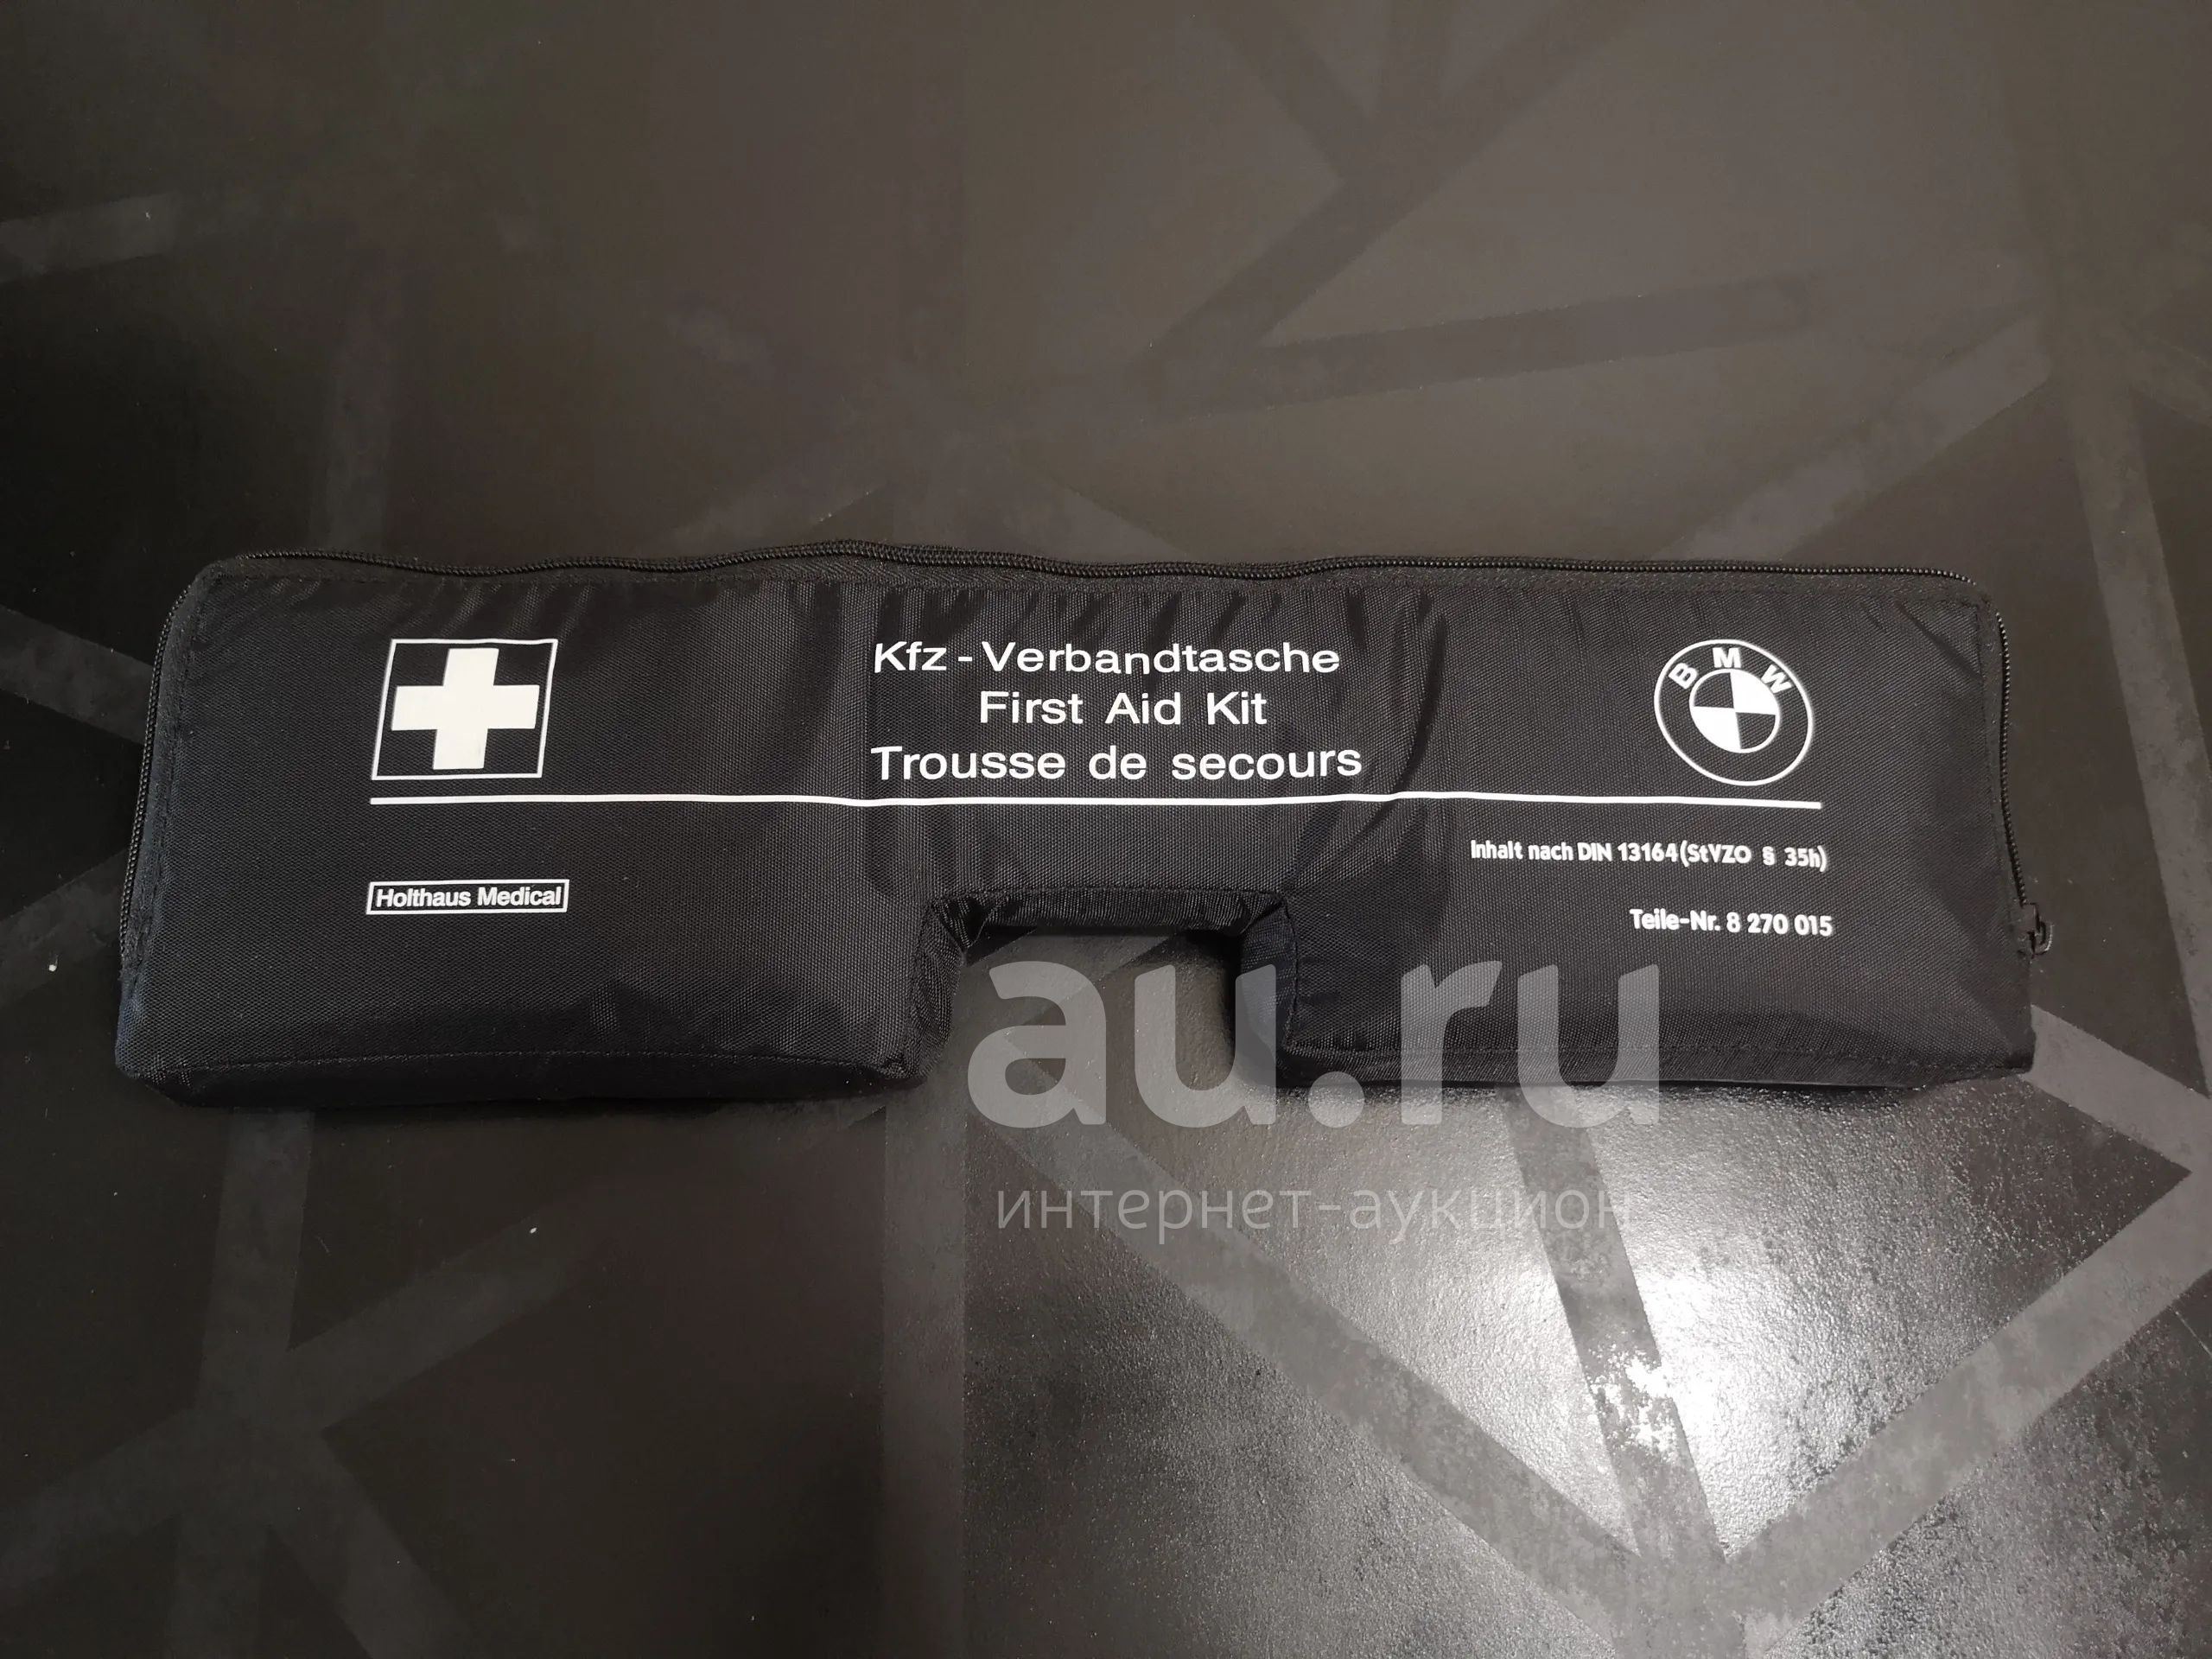 Kfz - Verbandtasche
First Aid Kit
Trousse de secours
BMW
Holthaus Medical
Inhalt nach DIN 13164 (StVZO § 35h)
Teile-Nr. 8 270 015
au.ru
интернет-аукцион